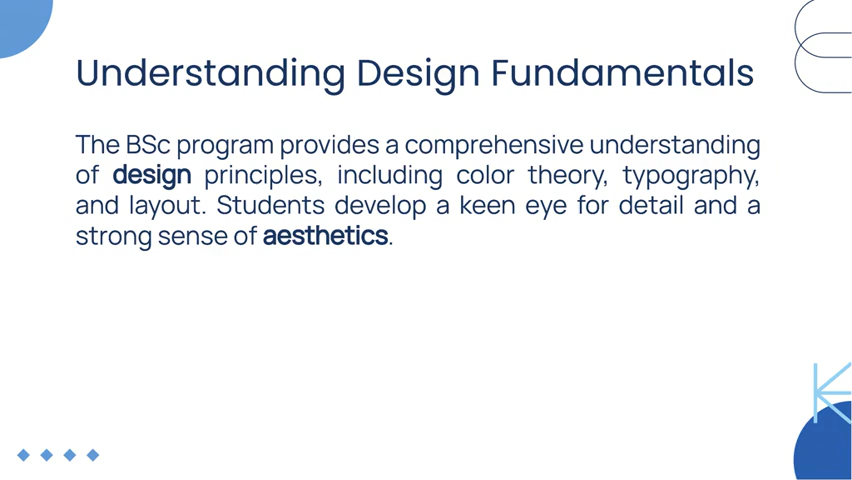 Understanding Design Fundamentals
The BSc program provides a comprehensive understanding
of design principles, including color theory, typography,
and layout. Students develop a keen eye for detail and a
strong sense of aesthetics.